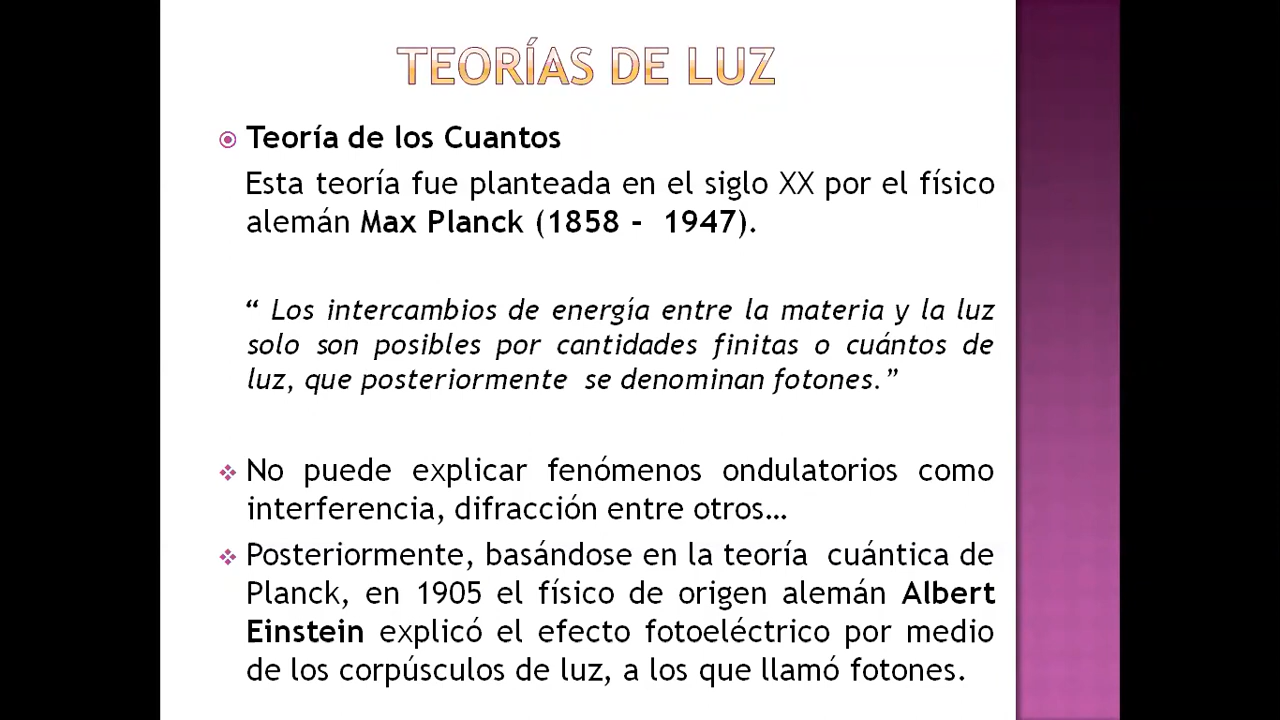 TEORÍAS DE LUZ
Teoría de los Cuantos
Esta teoría fue planteada en el siglo XX por el físico
alemán Max Planck (1858 - 1947).
“ Los intercambios de energía entre la materia y la luz
solo son posibles por cantidades finitas o cuántos de
luz, que posteriormente se denominan fotones.”
No puede explicar fenómenos ondulatorios como
interferencia, difracción entre otros…
Posteriormente, basándose en la teoría cuántica de
Planck, en 1905 el físico de origen alemán Albert
Einstein explicó el efecto fotoeléctrico por medio
de los corpúsculos de luz, a los que llamó fotones.